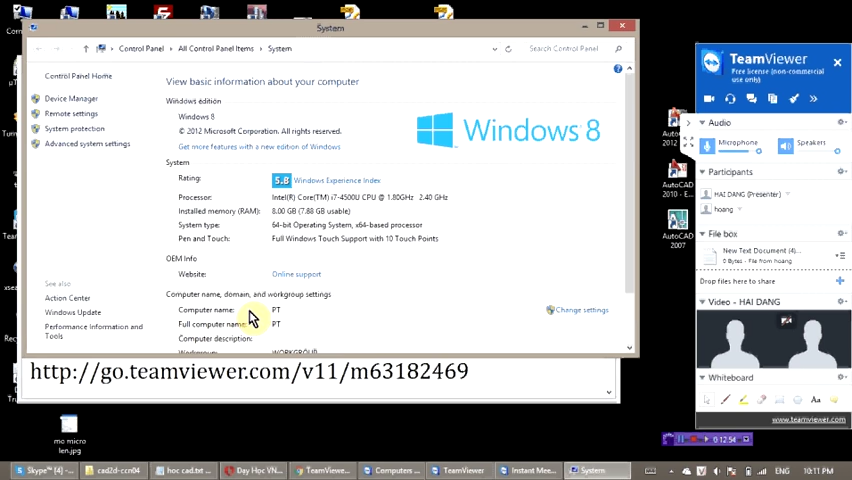 System
Control Panel
All Control Panel Items
System
Search Control Panel
Control Panel Home
Device Manager
Remote settings
System protection
Advanced system settings
See also
Action Center
Windows Update
Performance Information and
Tools
View basic information about your computer
Windows edition
Windows 8
© 2012 Microsoft Corporation. All rights reserved.
Get more features with a new edition of Windows
Windows 8
System
Rating:
5.8 Windows Experience Index
Processor: Intel(R) Core(TM) i7-4500U CPU @ 1.80GHz 2.40 GHz
Installed memory (RAM): 8.00 GB (7.88 GB usable)
System type: 64-bit Operating System, x64-based processor
Pen and Touch: Full Windows Touch Support with 10 Touch Points
OEM Info
Website: Online support
Computer name, domain, and workgroup settings
Computer name: PT
Change settings
Full computer name: PT
Computer description:
Workgroup: WORKGROUP
http://go.teamviewer.com/v11/m63182469
mo micro
len.jpg
AutoCAD
2010 - E...
AutoCAD
2007
TeamViewer
Free license (non-commercial
use only)
Audio
Microphone
Speakers
Participants
HAI DANG (Presenter)
hoang
File box
New Text Document (4)...
0 Bytes - File from hoang
Drop files here to share
Video - HAI DANG
Whiteboard
Aa
www.teamviewer.com
0:12:54
Skype™ (4) -...
cad2d-ccn04
hoc cad.txt ...
Day Học VN...
TeamViewe...
Computers ...
TeamViewer
Instant Mee...
System
ENG
10:11 PM